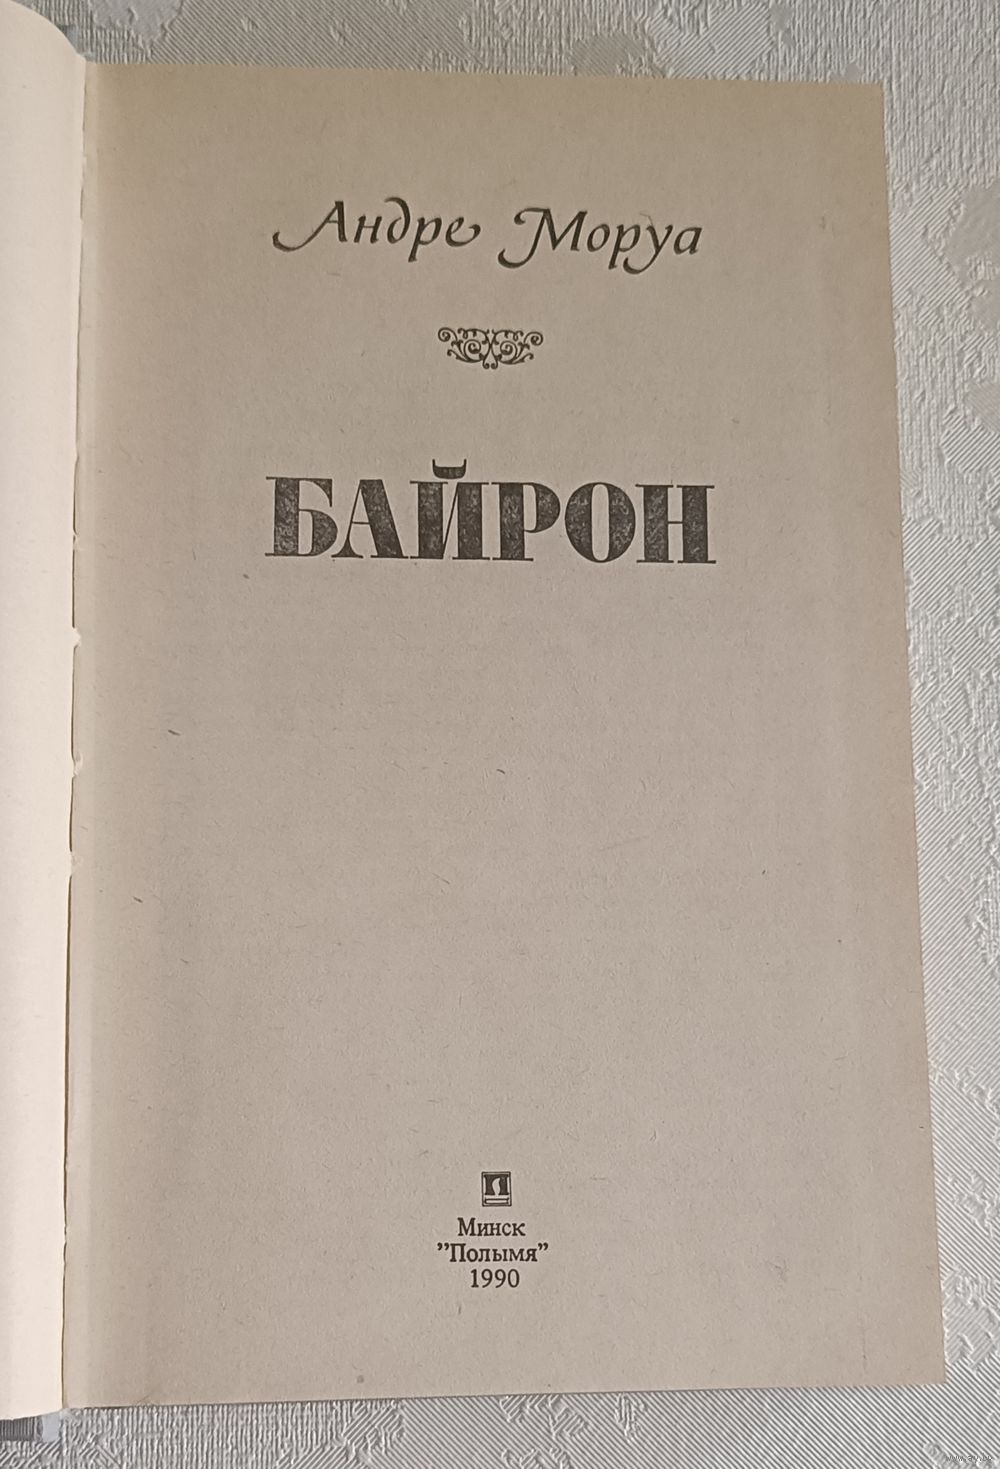 Андре Моруа
БАЙРОН
Минск
"Полымя"
1990